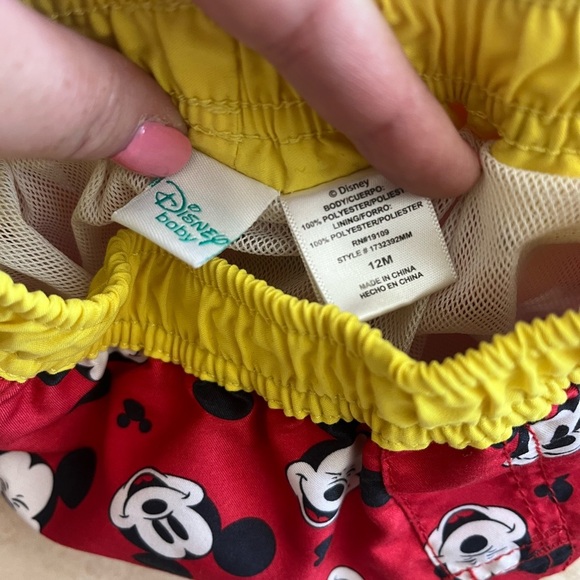 Disney
baby
© Disney
BODY/CUERPO:
100% POLYESTER/POLIESTER
LINING/FORRO:
100% POLYESTER/POLIESTER
RN#19109
STYLE # 1732392MM
12M
MADE IN CHINA
HECHO EN CHINA